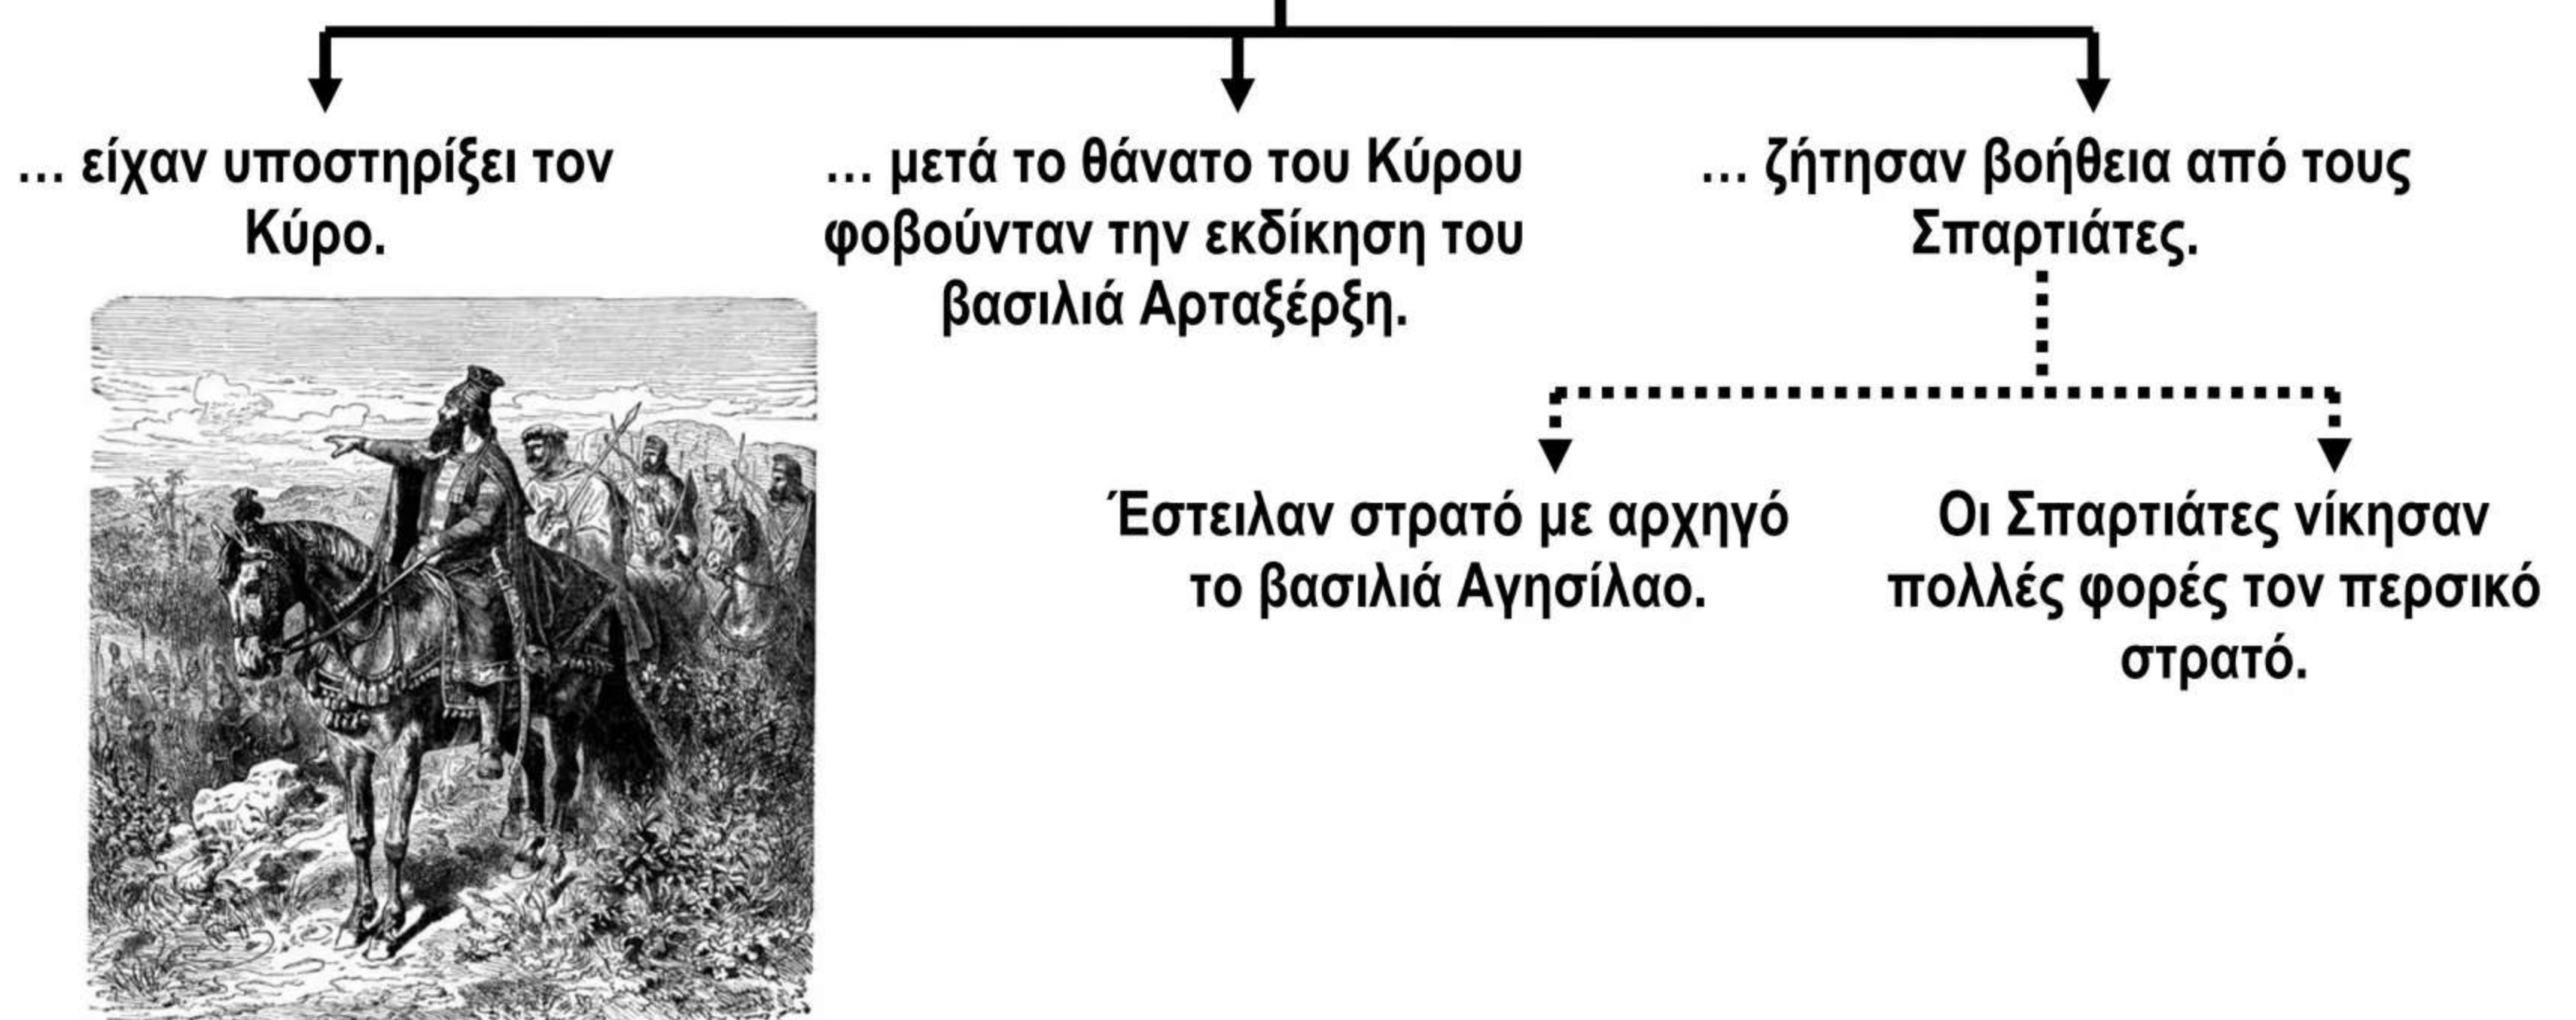 ... είχαν υποστηρίξει τον
Κύρο.
... μετά το θάνατο του Κύρου
φοβούνταν την εκδίκηση του
βασιλιά Αρταξέρξη.
... ζήτησαν βοήθεια από τους
Σπαρτιάτες.
Έστειλαν στρατό με αρχηγό
το βασιλιά Αγησίλαο.
Οι Σπαρτιάτες νίκησαν
πολλές φορές τον περσικό
στρατό.